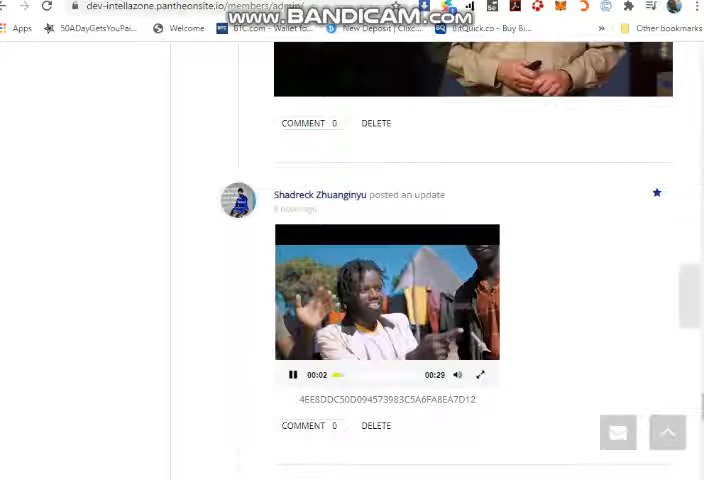 dev-intellazone.pantheonsite.io/members/admin/
www.BANDICAM.com
Apps
50ADayGetsYouPai...
Welcome
BTC.com - Wallet fo...
New Deposit | Clixc...
BitQuick.co - Buy Bi...
»
Other bookmarks
COMMENT 0 DELETE
Shadreck Zhuanginyu posted an update
00:02 00:29
4EE8DDC50D094573983C5A6FA8EA7D12
COMMENT 0 DELETE